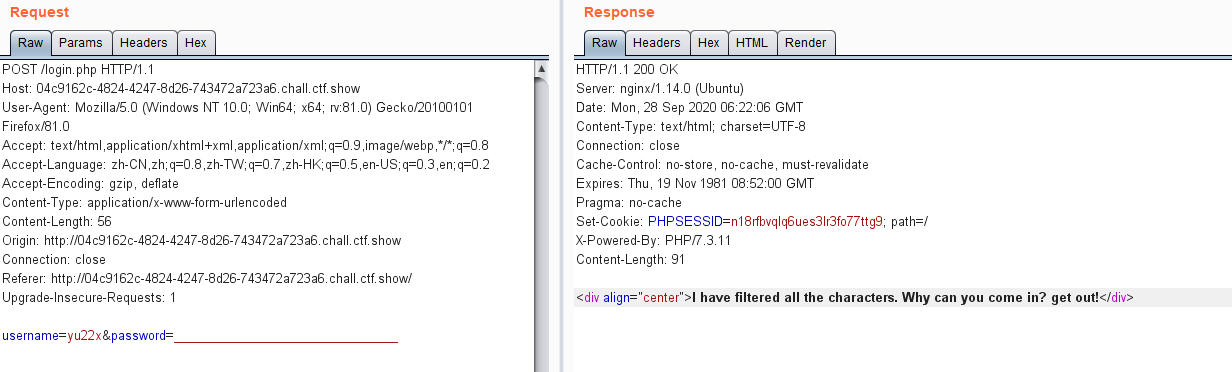 Request
Raw Params Headers Hex
POST /login.php HTTP/1.1
Host: 04c9162c-4824-4247-8d26-743472a723a6.chall.ctf.show
User-Agent: Mozilla/5.0 (Windows NT 10.0; Win64; x64; rv:81.0) Gecko/20100101
Firefox/81.0
Accept: text/html,application/xhtml+xml,application/xml;q=0.9,image/webp,*/*;q=0.8
Accept-Language: zh-CN,zh;q=0.8,zh-TW;q=0.7,zh-HK;q=0.5,en-US;q=0.3,en;q=0.2
Accept-Encoding: gzip, deflate
Content-Type: application/x-www-form-urlencoded
Content-Length: 56
Origin: http://04c9162c-4824-4247-8d26-743472a723a6.chall.ctf.show
Connection: close
Referer: http://04c9162c-4824-4247-8d26-743472a723a6.chall.ctf.show/
Upgrade-Insecure-Requests: 1
username=yu22x&password=________________________________
Response
Raw Headers Hex HTML Render
HTTP/1.1 200 OK
Server: nginx/1.14.0 (Ubuntu)
Date: Mon, 28 Sep 2020 06:22:06 GMT
Content-Type: text/html; charset=UTF-8
Connection: close
Cache-Control: no-store, no-cache, must-revalidate
Expires: Thu, 19 Nov 1981 08:52:00 GMT
Pragma: no-cache
Set-Cookie: PHPSESSID=n18rfbvqlq6ues3lr3fo77ttg9; path=/
X-Powered-By: PHP/7.3.11
Content-Length: 91
<div align="center">I have filtered all the characters. Why can you come in? get out!</div>